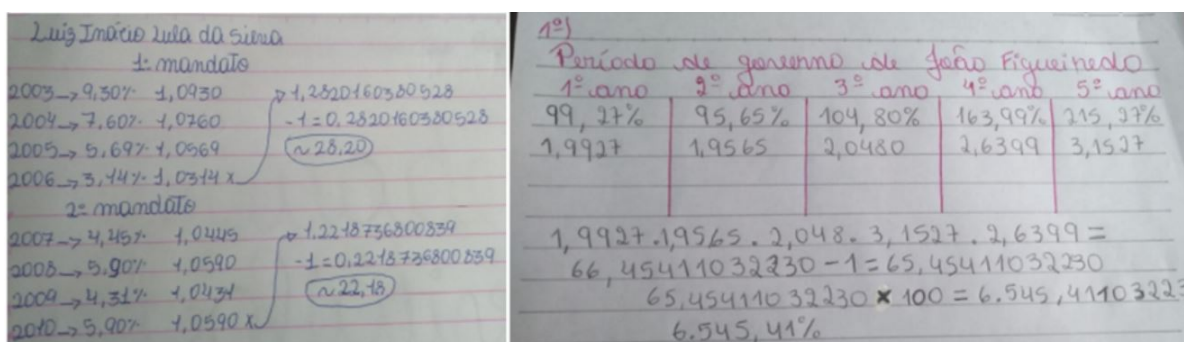 Luiz Inácio Lula da Silva
1º mandato
2003→9,30% 1,0930
2004→7,60% 1,0760
2005→5,69% 1,0569
2006→3,14% 1,0314 x
1,2820160380528
-1=0,2820160380528
~28,20
2º mandato
2007→4,45% 1,0445
2008→5,90% 1,0590
2009→4,31% 1,0431
2010→5,90% 1,0590 x
1,2218736800839
-1=0,2218736800839
~22,18
1º)
Período de governo de João Figueiredo
1º ano 2º ano 3º ano 4º ano 5º ano
99,27% 95,65% 104,80% 163,99% 215,27%
1,9927 1,9565 2,0480 2,6399 3,1527
1,9927.1,9565.2,048.3,1527.2,6399=
66,45411032230-1=65,45411032230
65,45411032230 x 100 = 6.545,411103223
6.545,41%